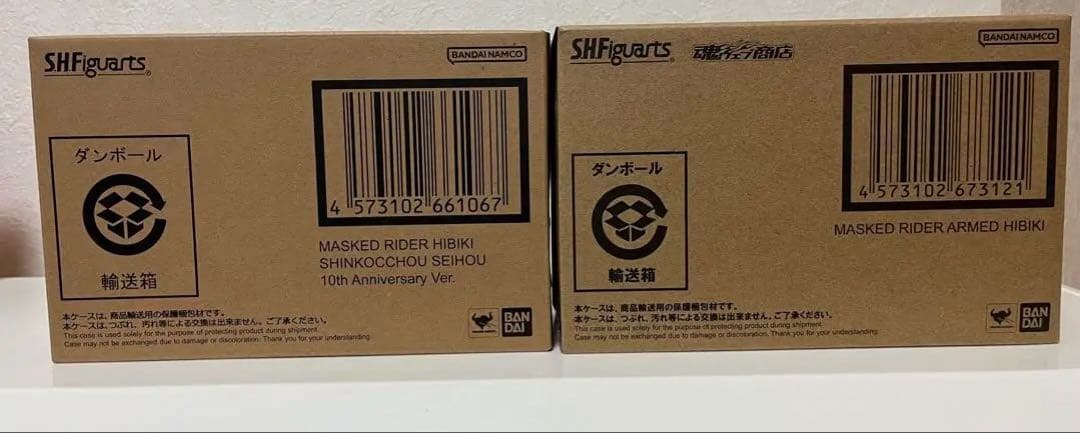 S.H.Figuarts
BANDAI NAMCO
ダンボール
輸送箱
4 573102 661067
MASKED RIDER HIBIKI
SHINKOCCHOU SEIHOU
10th Anniversary Ver.
本ケースは、商品輸送用の保護梱包材です。
本ケースは、つぶれ、汚れ等による交換は出来ません。ご了承ください。
This case is used solely for the purpose of protecting product during shipment.
Case may not be exchanged due to damage or discoloration. Thank you for your understanding.
BAN
DAI
S.H.Figuarts
魂ウェブ商店
BANDAI NAMCO
ダンボール
輸送箱
4 573102 673121
MASKED RIDER ARMED HIBIKI
本ケースは、商品輸送用の保護梱包材です。
本ケースは、つぶれ、汚れ等による交換は出来ません。ご了承ください。
This case is used solely for the purpose of protecting product during shipment.
Case may not be exchanged due to damage or discoloration. Thank you for your understanding.
BAN
DAI